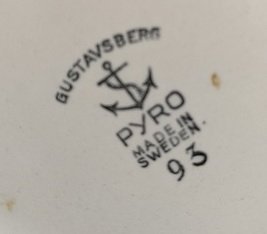 GUSTAVSBERG
PYRO
MADE IN
SWEDEN.
93